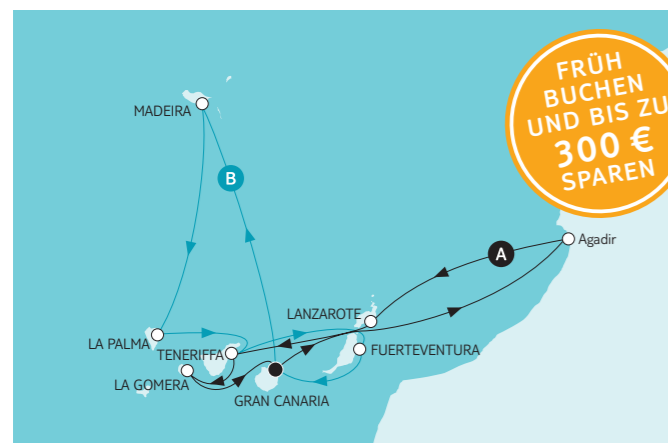 FRÜH
BUCHEN
UND BIS ZU
300 €
SPAREN
MADEIRA
B
Agadir
A
LANZAROTE
LA PALMA
TENERIFFA
FUERTEVENTURA
LA GOMERA
GRAN CANARIA